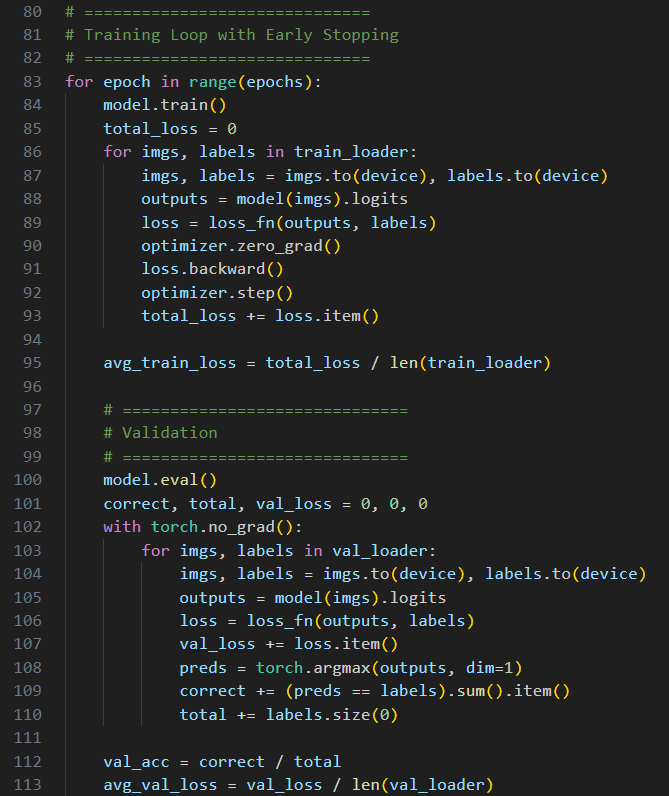 80 # ==============================
81 # Training Loop with Early Stopping
82 # ==============================
83 for epoch in range(epochs):
84     model.train()
85     total_loss = 0
86     for imgs, labels in train_loader:
87         imgs, labels = imgs.to(device), labels.to(device)
88         outputs = model(imgs).logits
89         loss = loss_fn(outputs, labels)
90         optimizer.zero_grad()
91         loss.backward()
92         optimizer.step()
93         total_loss += loss.item()
94
95     avg_train_loss = total_loss / len(train_loader)
96
97     # ==============================
98     # Validation
99     # ==============================
100     model.eval()
101     correct, total, val_loss = 0, 0, 0
102     with torch.no_grad():
103         for imgs, labels in val_loader:
104             imgs, labels = imgs.to(device), labels.to(device)
105             outputs = model(imgs).logits
106             loss = loss_fn(outputs, labels)
107             val_loss += loss.item()
108             preds = torch.argmax(outputs, dim=1)
109             correct += (preds == labels).sum().item()
110             total += labels.size(0)
111
112     val_acc = correct / total
113     avg_val_loss = val_loss / len(val_loader)